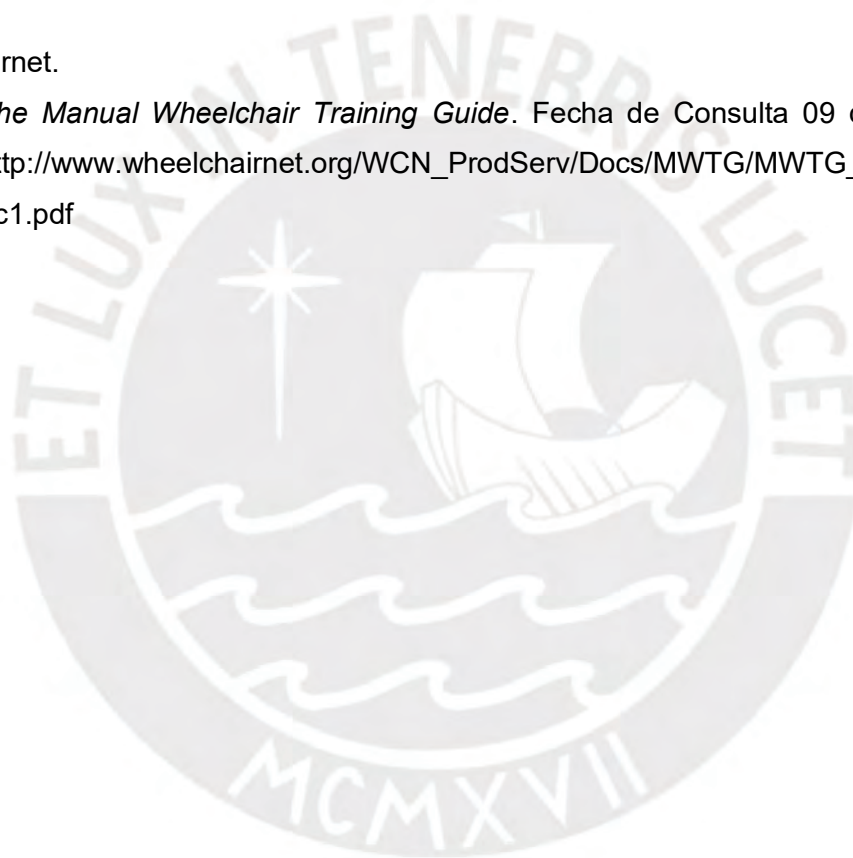 rnet.
he Manual Wheelchair Training Guide. Fecha de Consulta 09
ttp://www.wheelchairnet.org/WCN_ProdServ/Docs/MWTG/MWTG_
c1.pdf
ET LUX IN TENEBRIS LUCET
MCMXVII